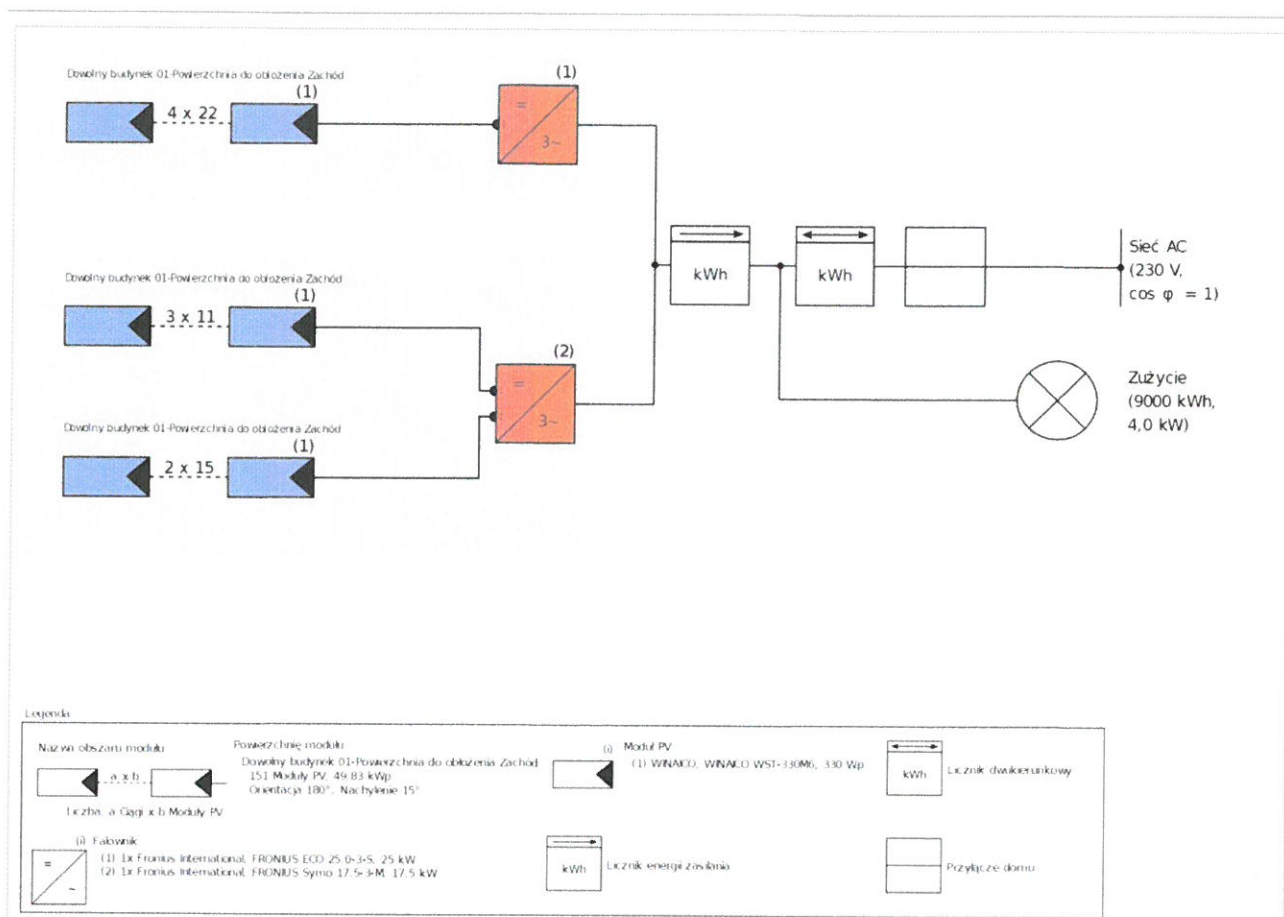 Dowolny budynek 01-Powierzchnia do obłożenia Zachód
(1)
4 x 22
(1)
=
3~
Dowolny budynek 01-Powierzchnia do obłożenia Zachód
(1)
3 x 11
(2)
=
3~
Dowolny budynek 01-Powierzchnia do obłożenia Zachód
(1)
2 x 15
kWh
kWh
Sieć AC
(230 V,
cos φ = 1)
Zużycie
(9000 kWh,
4,0 kW)
Legenda
Nazwa obszaru modułu
a x b
Liczba, a Ciągi x b Moduły PV
Powierzchnię modułu
Dowolny budynek 01-Powierzchnia do obłożenia Zachód
151 Moduły PV, 49.83 kWp
Orientacja 180°, Nachylenie 15°
(i) Moduł PV
(1) WINAICO, WINAICO WST-330M6, 330 Wp
kWh
Licznik dwukierunkowy
(i) Falownik
=
~
(1) 1x Fronius International, FRONIUS ECO 25.0-3-S, 25 kW
(2) 1x Fronius International, FRONIUS Symo 17.5-3-M, 17.5 kW
kWh
Licznik energii zasilania
Przyłącze domu